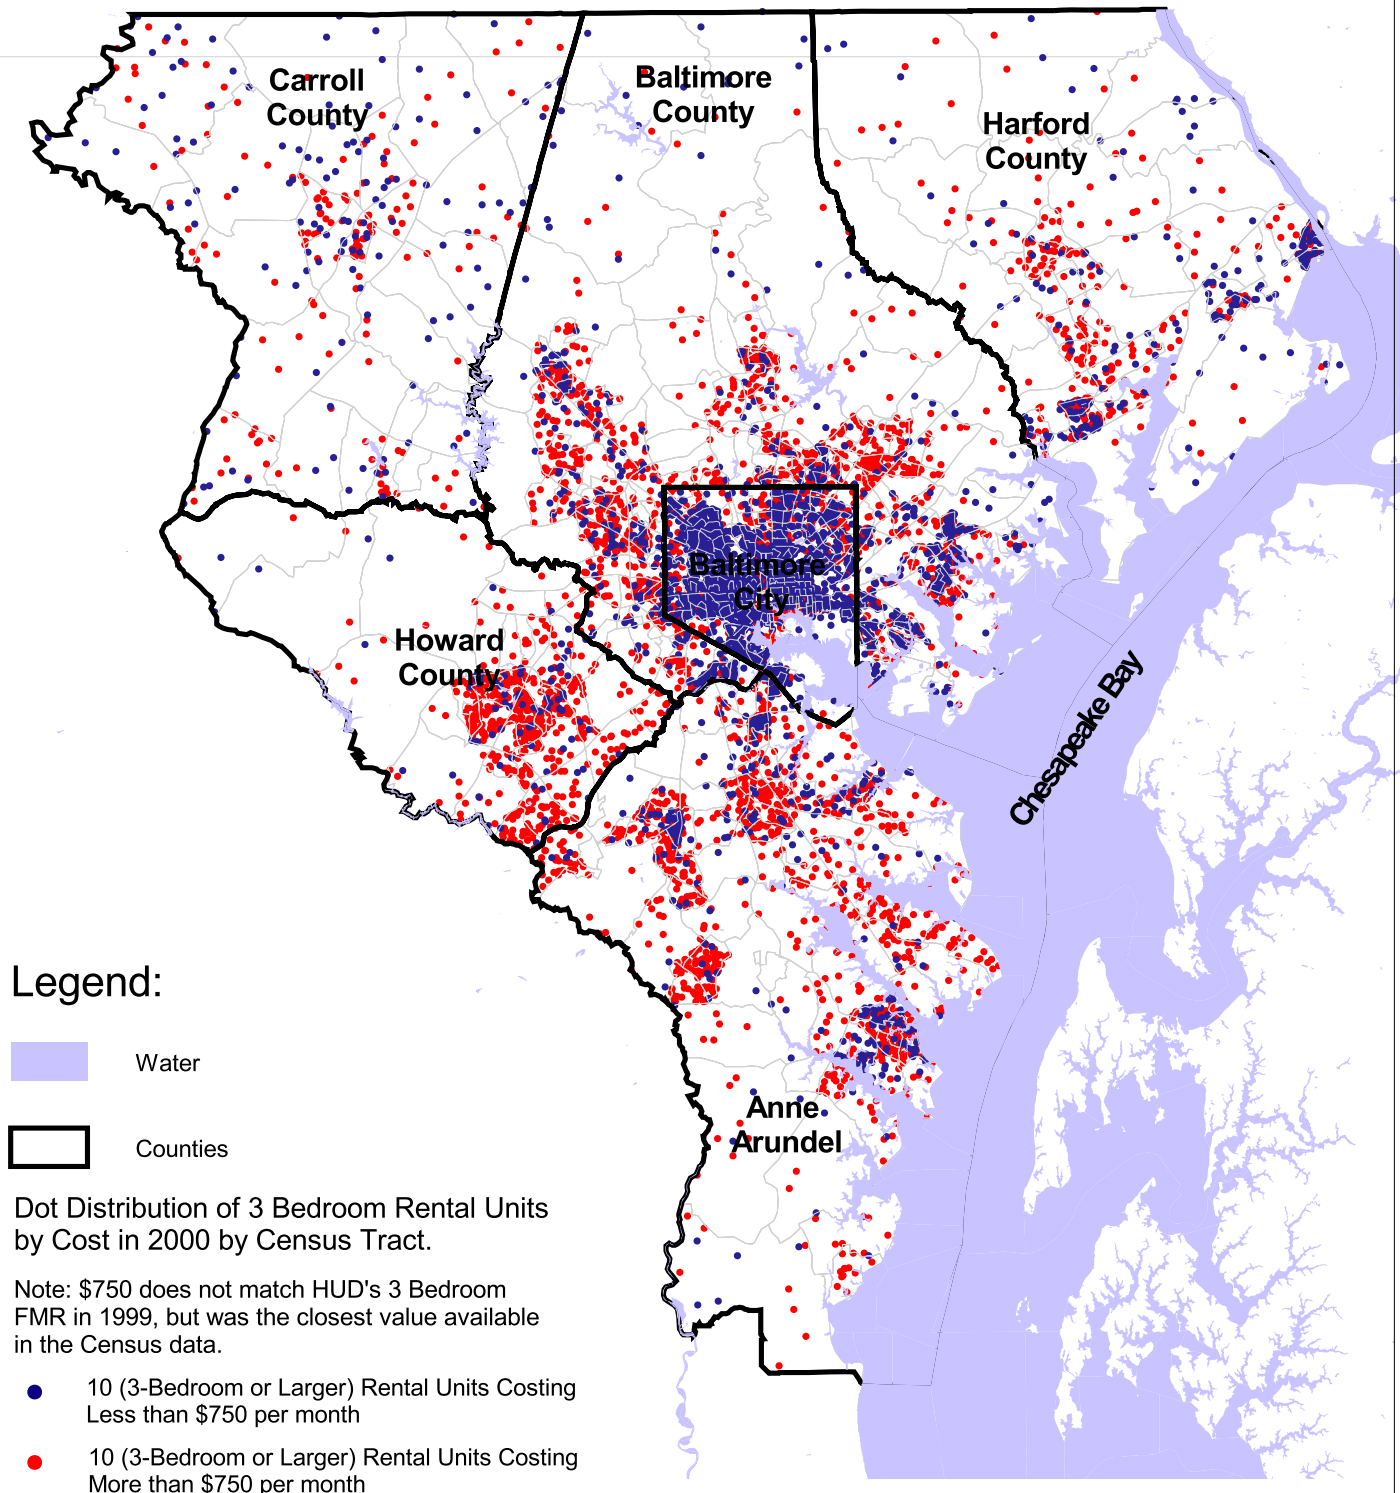 Carroll
County
Baltimore
County
Harford
County
Baltimore
City
Howard
County
Chesapeake Bay
Anne
Arundel
Legend:
Water
Counties
Dot Distribution of 3 Bedroom Rental Units
by Cost in 2000 by Census Tract.
Note: $750 does not match HUD's 3 Bedroom
FMR in 1999, but was the closest value available
in the Census data.
10 (3-Bedroom or Larger) Rental Units Costing
Less than $750 per month
10 (3-Bedroom or Larger) Rental Units Costing
More than $750 per month